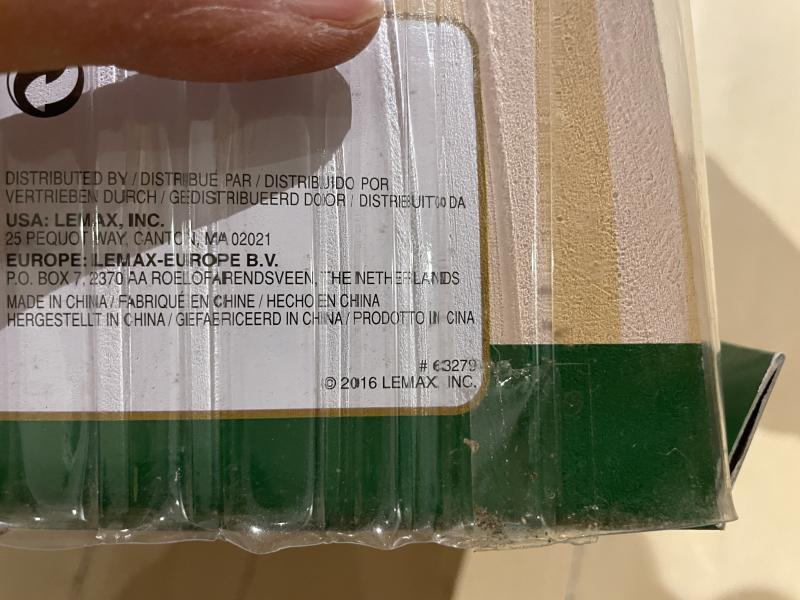 DISTRIBUTED BY / DISTRIBUE PAR / DISTRIBUIDO POR
VERTRIEBEN DURCH / GEDISTRIBUEERD DOOR / DISTRIBUITO DA
USA: LEMAX, INC.
25 PEQUOT WAY, CANTON, MA 02021
EUROPE: LEMAX-EUROPE B.V.
P.O. BOX 7, 2370 AA ROELOFARENDSVEEN, THE NETHERLANDS
MADE IN CHINA / FABRIQUÉ EN CHINE / HECHO EN CHINA
HERGESTELLT IN CHINA / GEFABRICEERD IN CHINA / PRODOTTO IN CINA
# 63279
© 2016 LEMAX, INC.